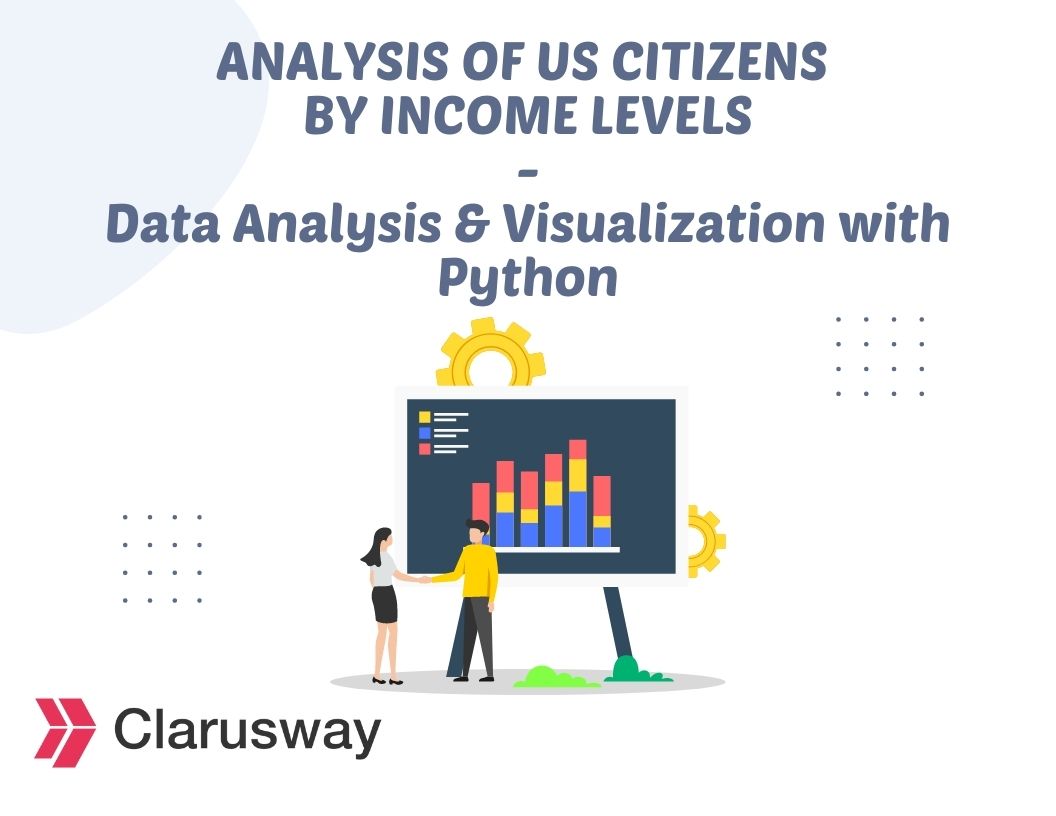 ANALYSIS OF US CITIZENS
BY INCOME LEVELS
-
Data Analysis & Visualization with
Python
Clarusway